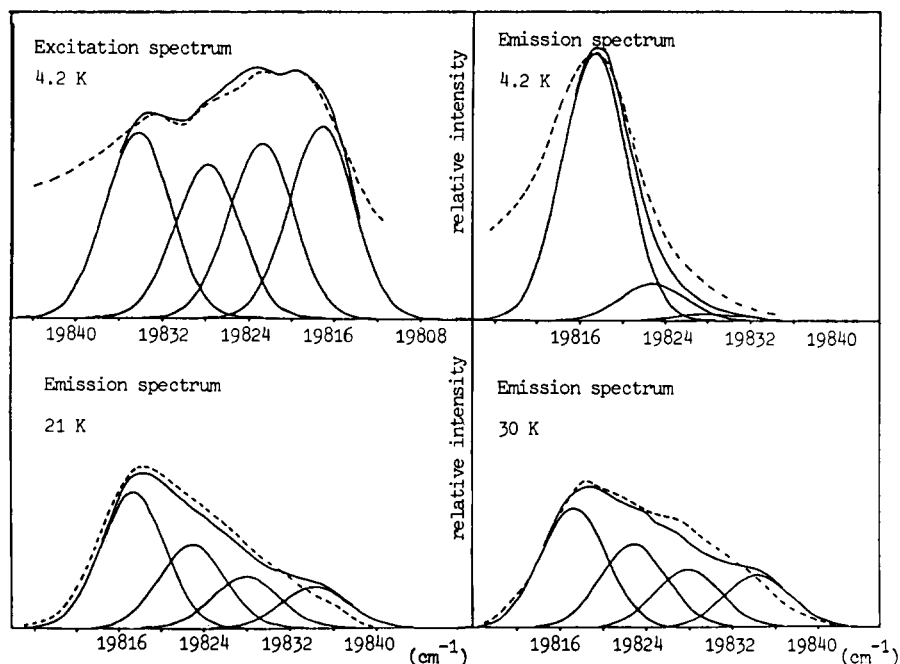 Excitation spectrum
4.2 K
relative intensity
19840 19832 19824 19816 19808
Emission spectrum
4.2 K
19816 19824 19832 19840
Emission spectrum
21 K
relative intensity
19816 19824 19832 19840
(cm⁻¹)
Emission spectrum
30 K
19816 19824 19832 19840
(cm⁻¹)